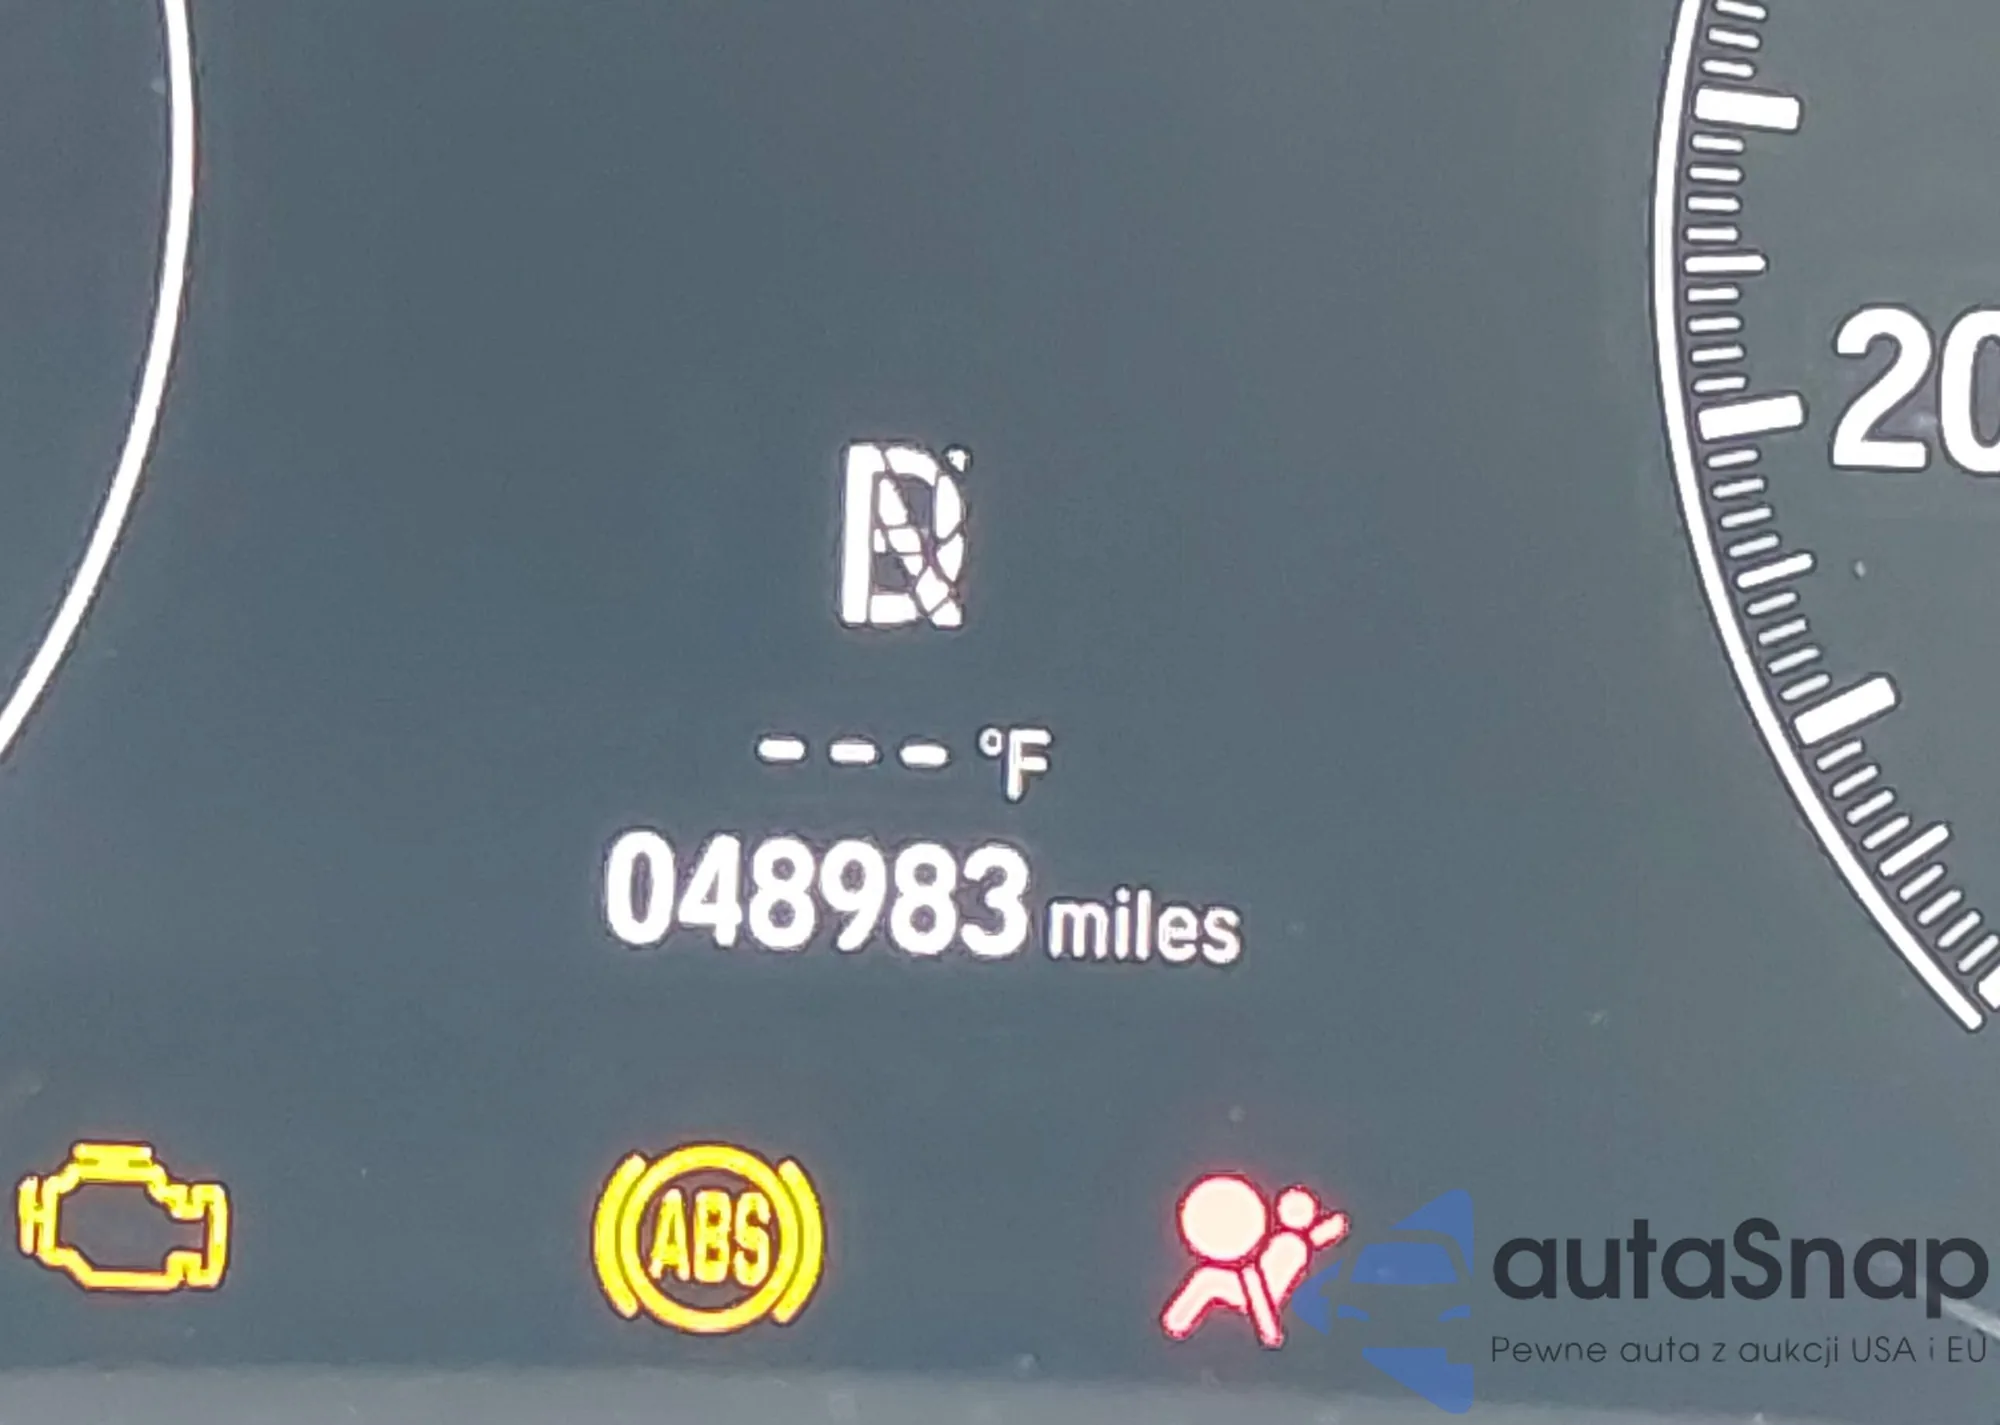 20
--- °F
048983 miles
ABS
autaSnap
Pewne auta z aukcji USA i EU